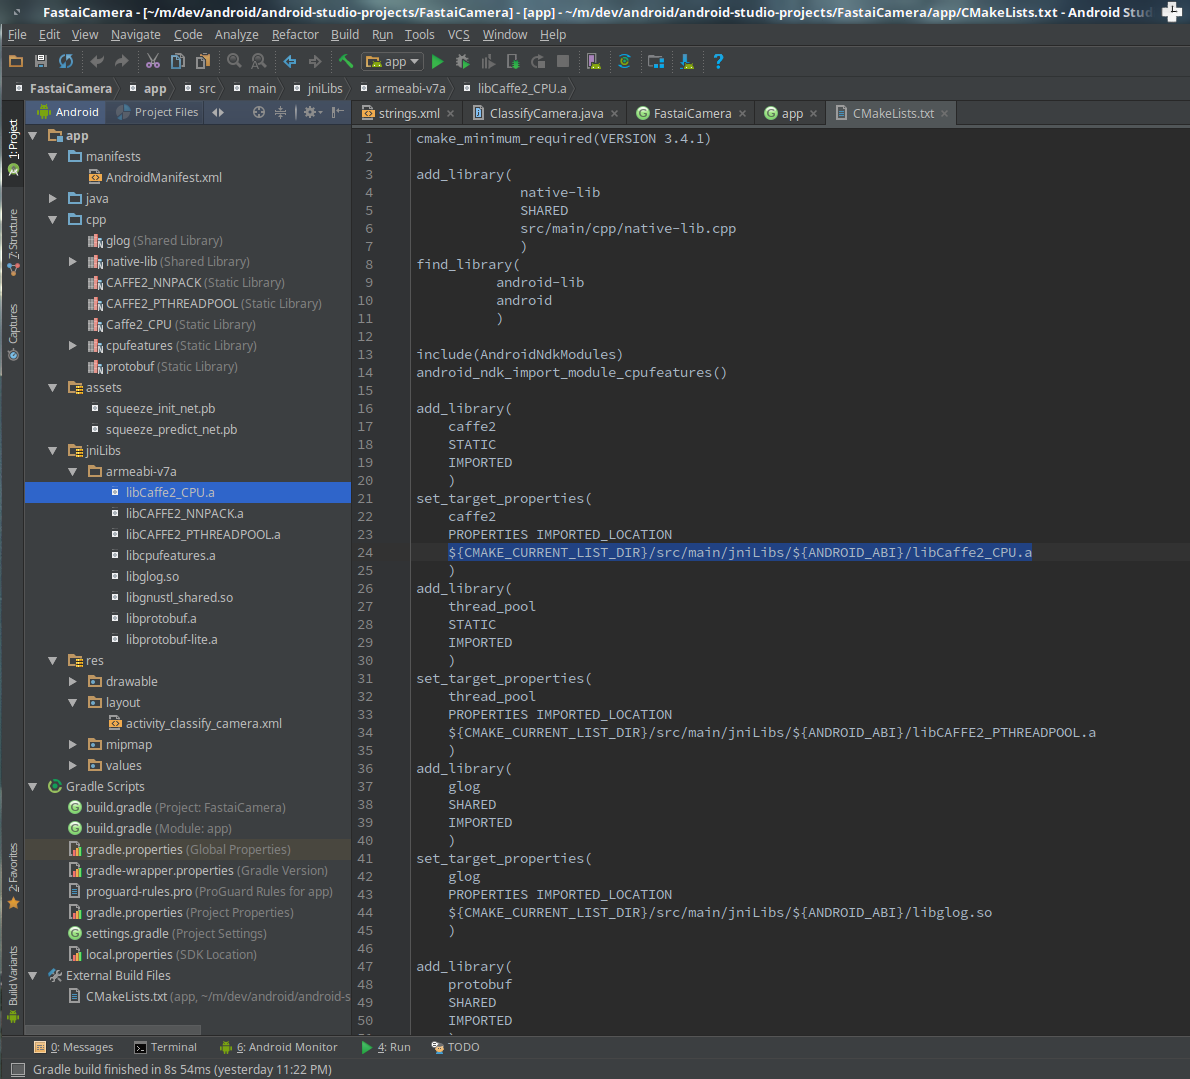 FastaiCamera - [~/m/dev/android/android-studio-projects/FastaiCamera] - [app] - ~/m/dev/android/android-studio-projects/FastaiCamera/app/CMakeLists.txt - Android Stud
File Edit View Navigate Code Analyze Refactor Build Run Tools VCS Window Help
app
FastaiCamera app src main jniLibs armeabi-v7a libCaffe2_CPU.a
Android Project Files
strings.xml ClassifyCamera.java FastaiCamera app CMakeLists.txt
1: Project
7: Structure
Captures
2: Favorites
Build Variants
app
manifests
AndroidManifest.xml
java
cpp
glog (Shared Library)
native-lib (Shared Library)
CAFFE2_NNPACK (Static Library)
CAFFE2_PTHREADPOOL (Static Library)
Caffe2_CPU (Static Library)
cpufeatures (Static Library)
protobuf (Static Library)
assets
squeeze_init_net.pb
squeeze_predict_net.pb
jniLibs
armeabi-v7a
libCaffe2_CPU.a
libCAFFE2_NNPACK.a
libCAFFE2_PTHREADPOOL.a
libcpufeatures.a
libglog.so
libgnustl_shared.so
libprotobuf.a
libprotobuf-lite.a
res
drawable
layout
activity_classify_camera.xml
mipmap
values
Gradle Scripts
build.gradle (Project: FastaiCamera)
build.gradle (Module: app)
gradle.properties (Global Properties)
gradle-wrapper.properties (Gradle Version)
proguard-rules.pro (ProGuard Rules for app)
gradle.properties (Project Properties)
settings.gradle (Project Settings)
local.properties (SDK Location)
External Build Files
CMakeLists.txt (app, ~/m/dev/android/android-s
1 cmake_minimum_required(VERSION 3.4.1)
2
3 add_library(
4 native-lib
5 SHARED
6 src/main/cpp/native-lib.cpp
7 )
8 find_library(
9 android-lib
10 android
11 )
12
13 include(AndroidNdkModules)
14 android_ndk_import_module_cpufeatures()
15
16 add_library(
17 caffe2
18 STATIC
19 IMPORTED
20 )
21 set_target_properties(
22 caffe2
23 PROPERTIES IMPORTED_LOCATION
24 ${CMAKE_CURRENT_LIST_DIR}/src/main/jniLibs/${ANDROID_ABI}/libCaffe2_CPU.a
25 )
26 add_library(
27 thread_pool
28 STATIC
29 IMPORTED
30 )
31 set_target_properties(
32 thread_pool
33 PROPERTIES IMPORTED_LOCATION
34 ${CMAKE_CURRENT_LIST_DIR}/src/main/jniLibs/${ANDROID_ABI}/libCAFFE2_PTHREADPOOL.a
35 )
36 add_library(
37 glog
38 SHARED
39 IMPORTED
40 )
41 set_target_properties(
42 glog
43 PROPERTIES IMPORTED_LOCATION
44 ${CMAKE_CURRENT_LIST_DIR}/src/main/jniLibs/${ANDROID_ABI}/libglog.so
45 )
46
47 add_library(
48 protobuf
49 SHARED
50 IMPORTED
0: Messages Terminal 6: Android Monitor 4: Run TODO
Gradle build finished in 8s 54ms (yesterday 11:22 PM)